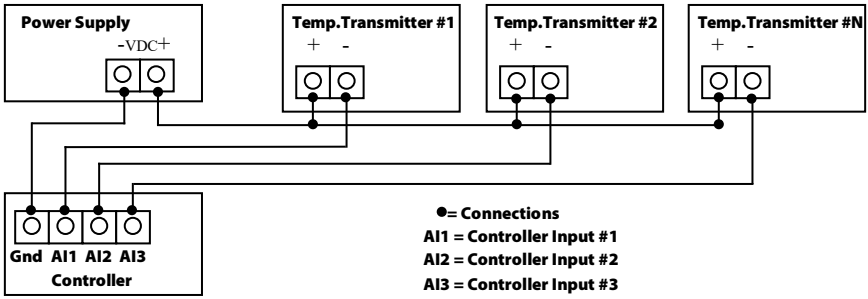 Power Supply
-VDC+
Temp.Transmitter #1
+ -
Temp.Transmitter #2
+ -
Temp.Transmitter #N
+ -
Gnd AI1 AI2 AI3
Controller
= Connections
AI1 = Controller Input #1
AI2 = Controller Input #2
AI3 = Controller Input #3